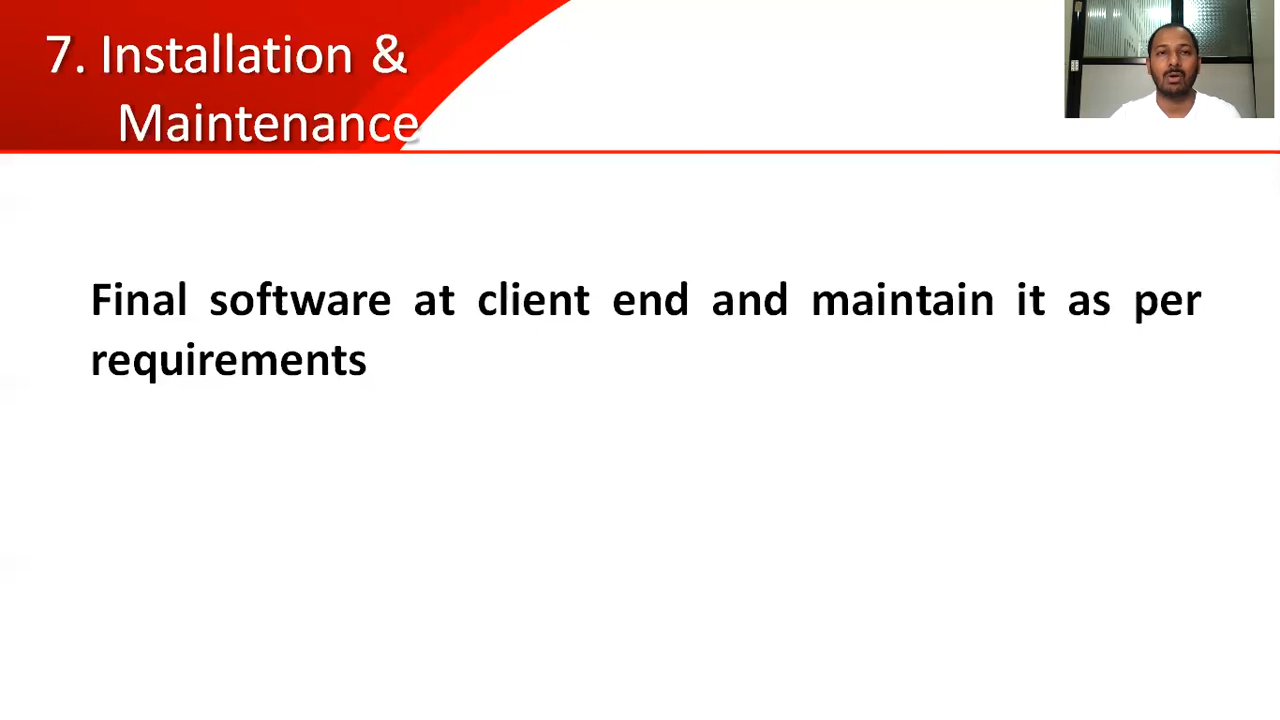 7. Installation &
Maintenance
Final software at client end and maintain it as per
requirements